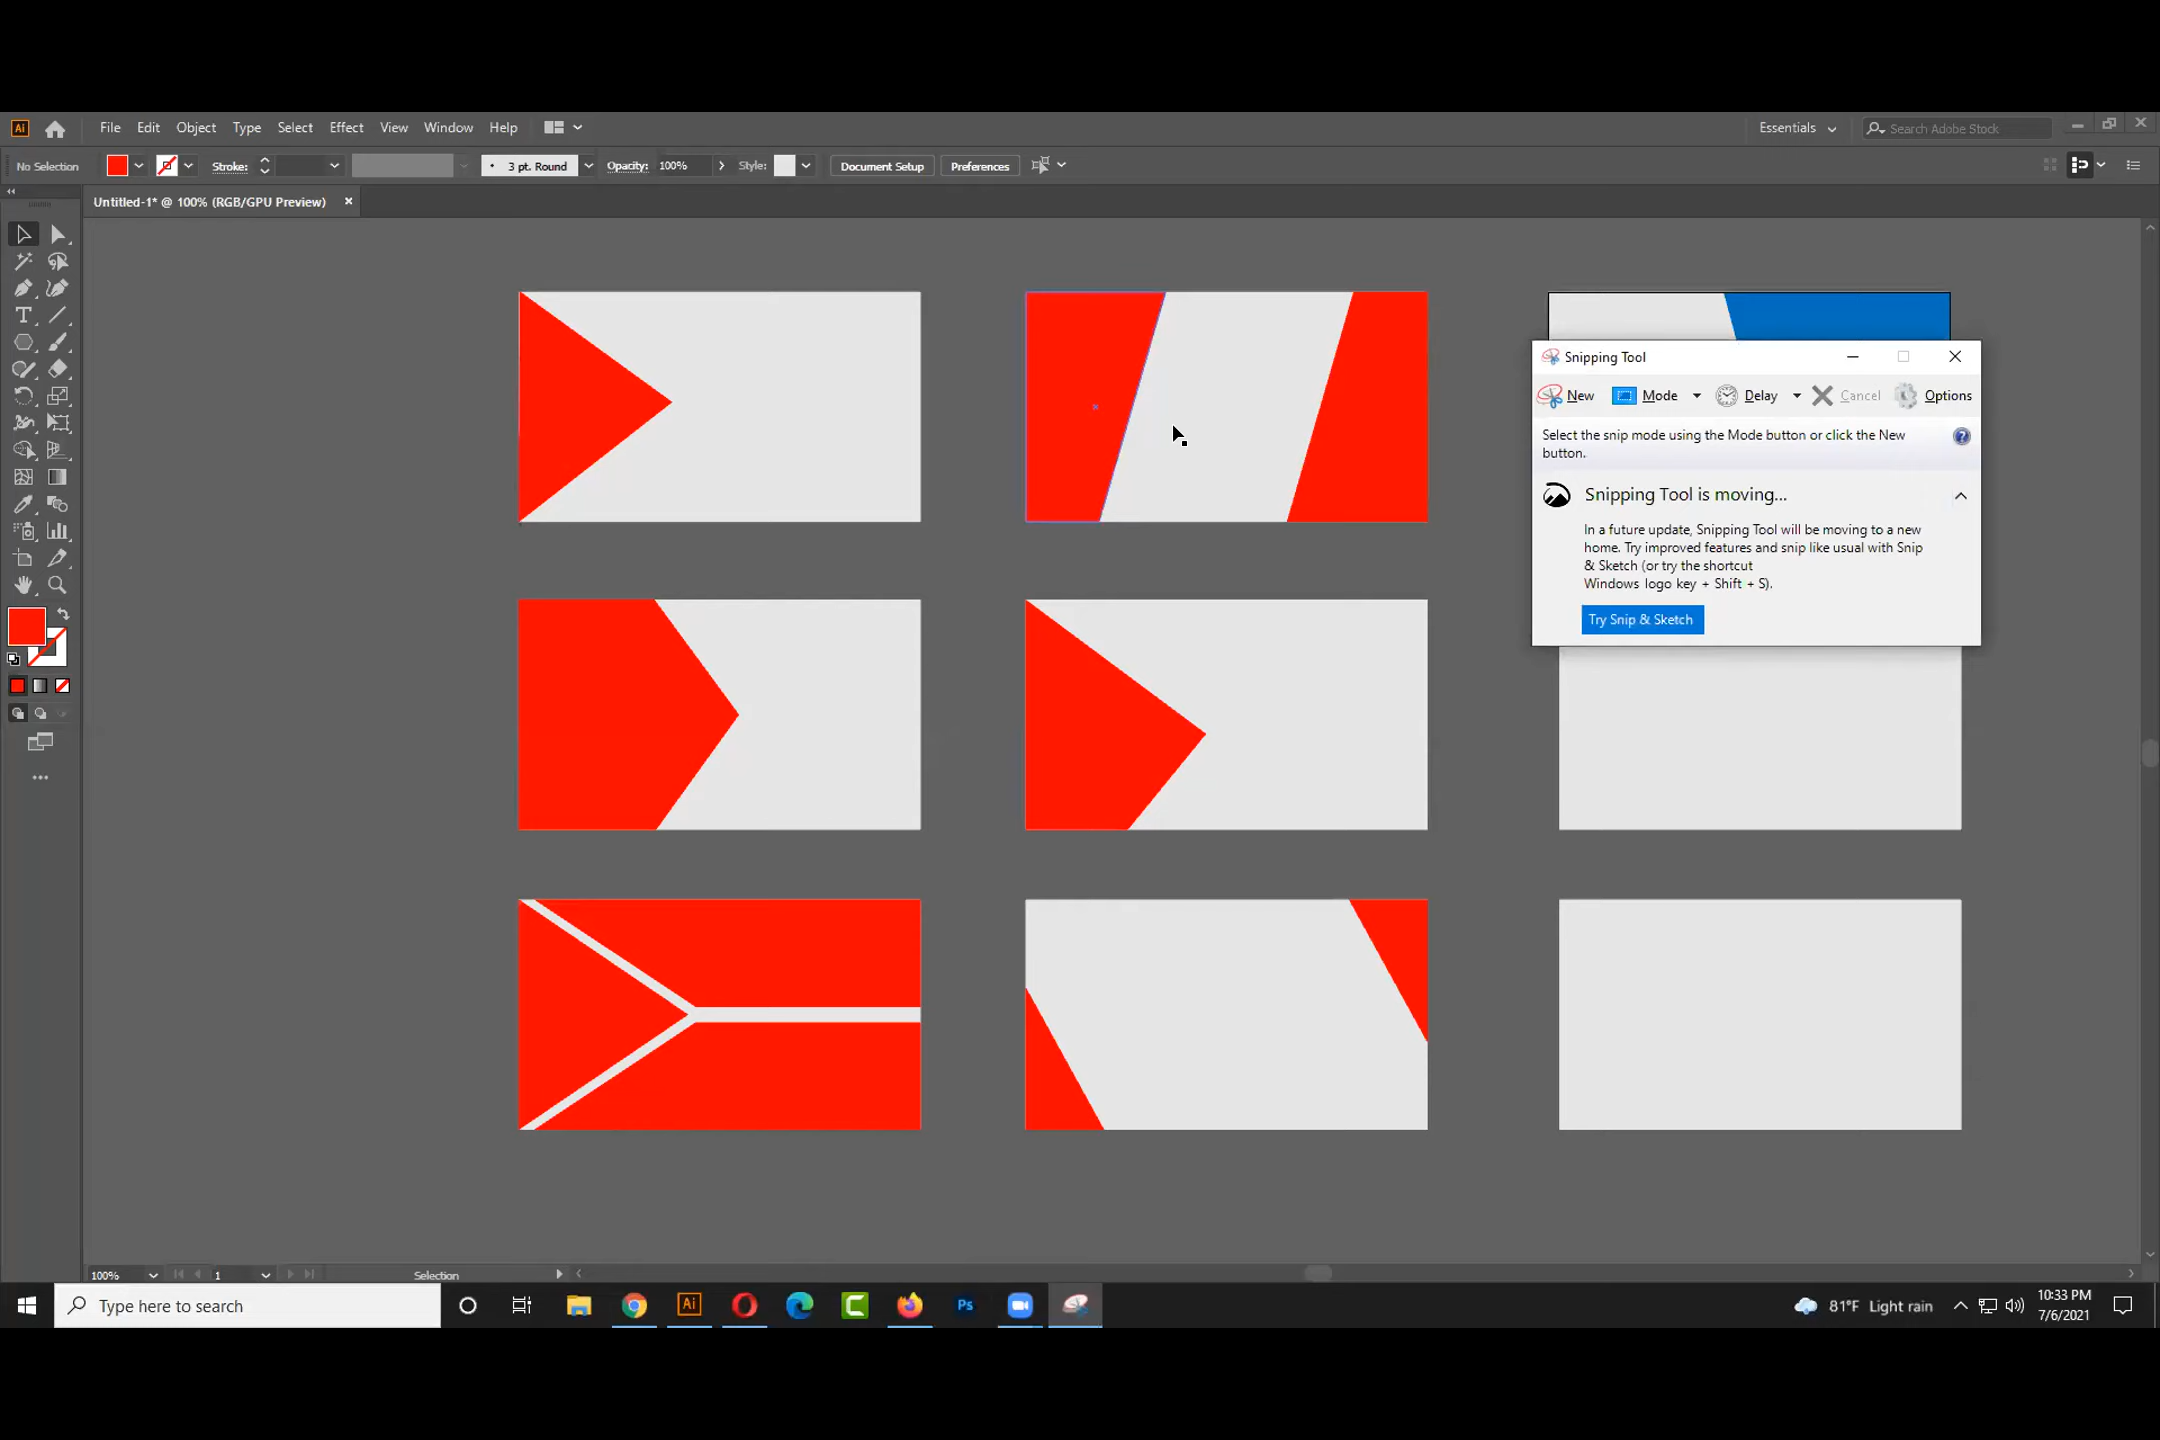 Ai File Edit Object Type Select Effect View Window Help Essentials Search Adobe Stock
No Selection Stroke: 3 pt. Round Opacity: 100% Style: Document Setup Preferences
Untitled-1* @ 100% (RGB/GPU Preview)
Snipping Tool
New Mode Delay Cancel Options
Select the snip mode using the Mode button or click the New
button.
Snipping Tool is moving...
In a future update, Snipping Tool will be moving to a new
home. Try improved features and snip like usual with Snip
& Sketch (or try the shortcut
Windows logo key + Shift + S).
Try Snip & Sketch
100% 1 Selection
Type here to search Ai Ps 81°F Light rain 10:33 PM
7/6/2021